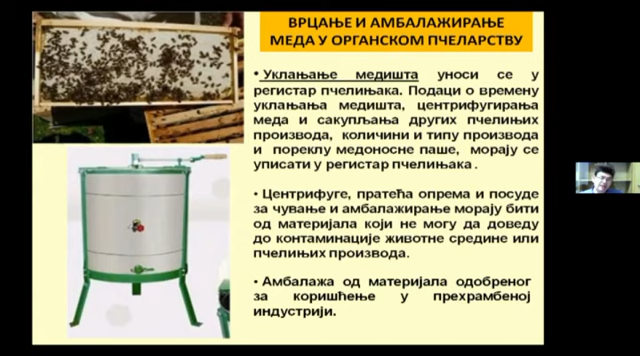 ВРЦАЊЕ И АМБАЛАЖИРАЊЕ
МЕДА У ОРГАНСКОМ ПЧЕЛАРСТВУ
• Уклањање медишта уноси се у
регистар пчелињака. Подаци о времену
уклањања медишта, центрифугирања
меда и сакупљања других пчелињих
производа, количини и типу производа
и пореклу медоносне паше, морају се
уписати у регистар пчелињака .
• Центрифуге, пратећа опрема и посуде
за чување и амбалажирање морају бити
од материјала који не могу да доведу
до контаминације животне средине или
пчелињих производа.
• Амбалажа од материјала одобреног
за коришћење у прехрамбеној
индустрији.